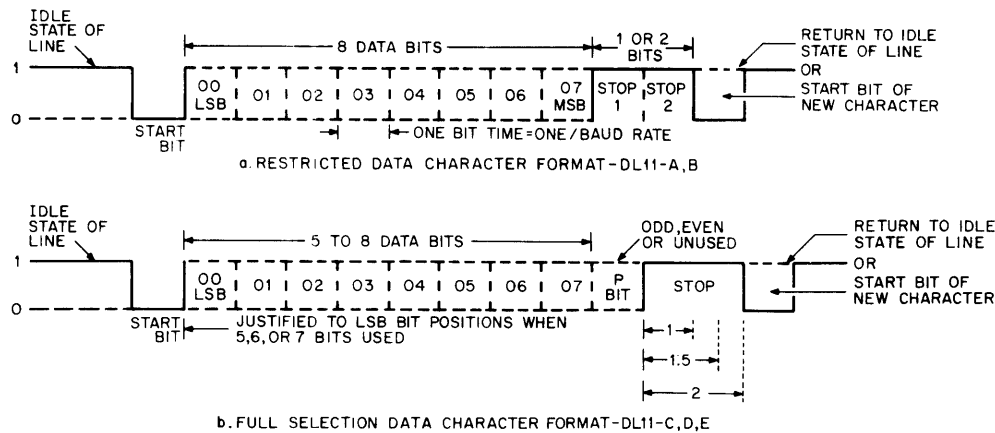 IDLE
STATE OF
LINE
8 DATA BITS
1 OR 2
BITS
RETURN TO IDLE
STATE OF LINE
OR
START BIT OF
NEW CHARACTER
1
0
START
BIT
00
LSB
01
02
03
04
05
06
07
MSB
STOP
1
STOP
2
ONE BIT TIME=ONE/BAUD RATE
a. RESTRICTED DATA CHARACTER FORMAT-DL11-A,B
IDLE
STATE OF
LINE
5 TO 8 DATA BITS
ODD,EVEN
OR UNUSED
RETURN TO IDLE
STATE OF LINE
OR
START BIT OF
NEW CHARACTER
1
0
START
BIT
00
LSB
01
02
03
04
05
06
07
P
BIT
STOP
JUSTIFIED TO LSB BIT POSITIONS WHEN
5,6,OR 7 BITS USED
1
1.5
2
b. FULL SELECTION DATA CHARACTER FORMAT-DL11-C,D,E